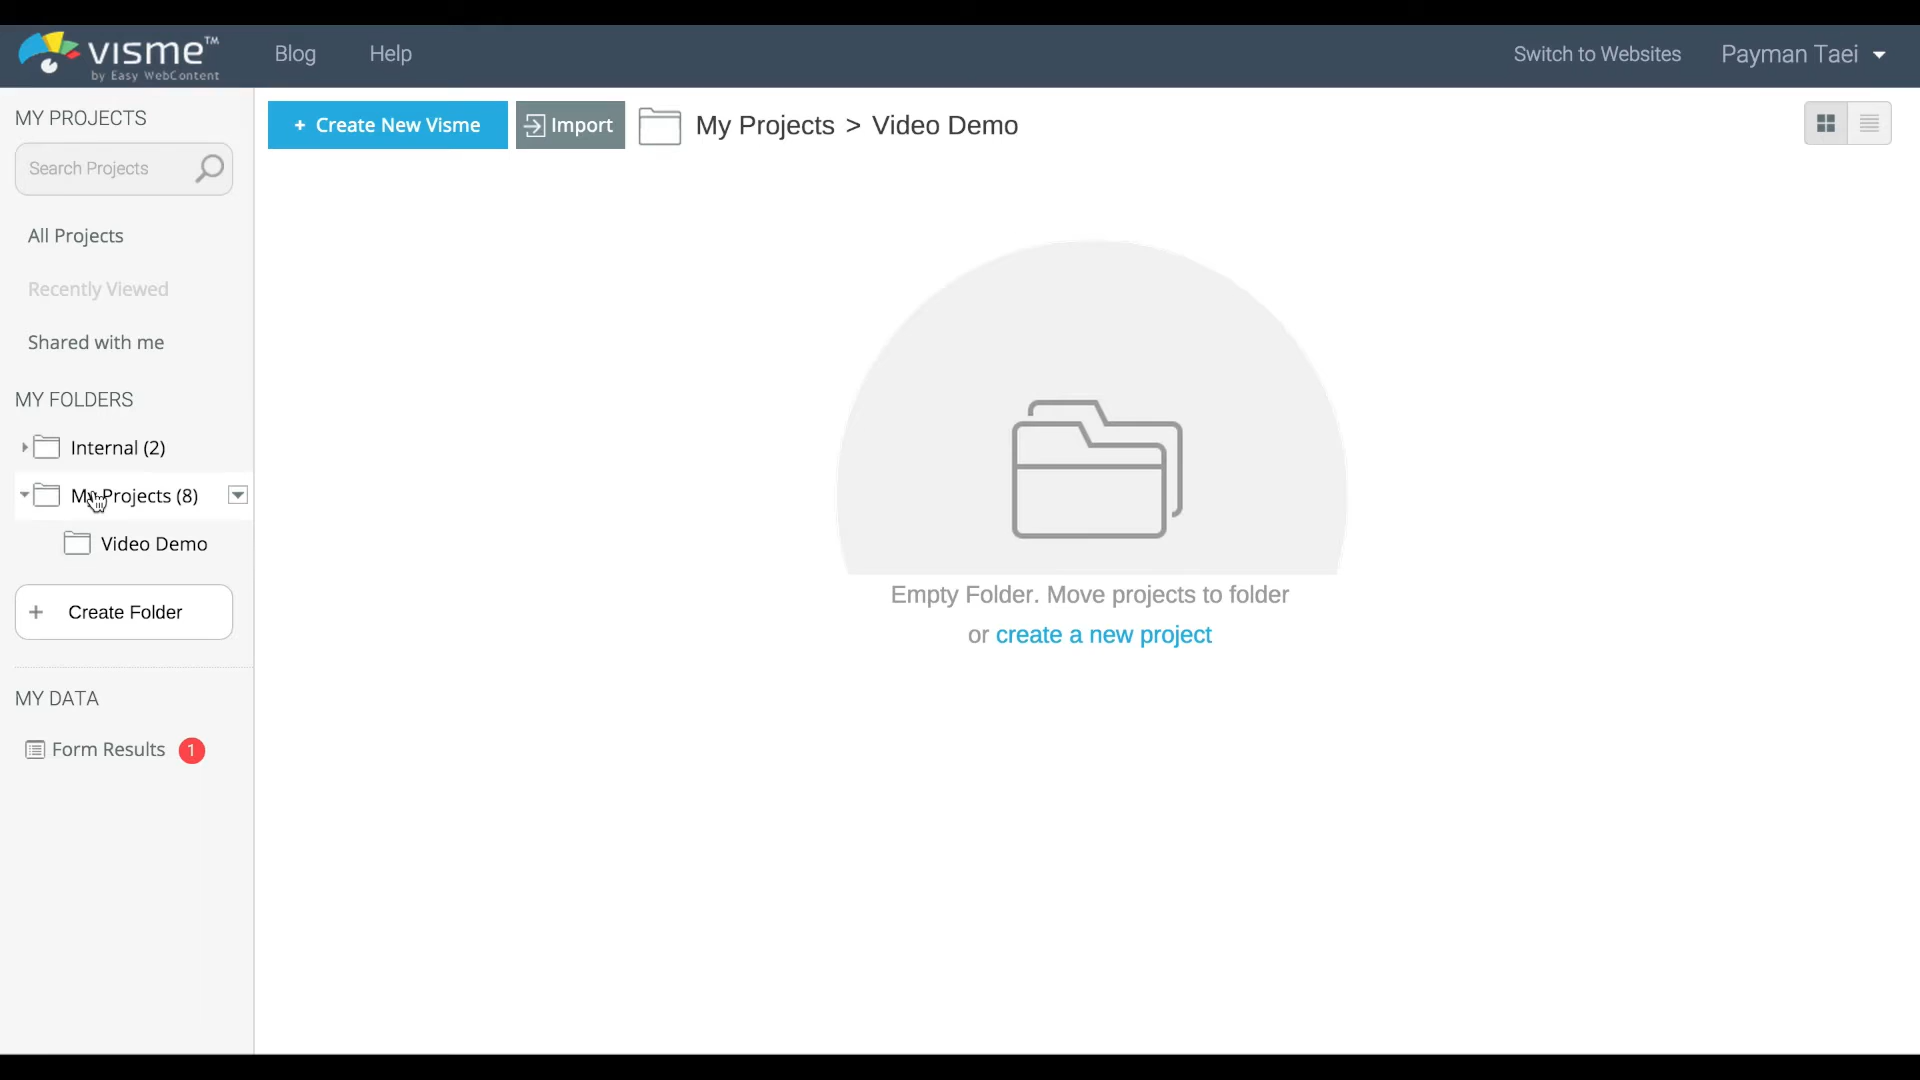 visme™ Blog Help Switch to Websites Payman Taei
by Easy WebContent
MY PROJECTS
+ Create New Visme Import My Projects > Video Demo
Search Projects
All Projects
Recently Viewed
Shared with me
MY FOLDERS
Internal (2)
My Projects (8)
Video Demo
+ Create Folder
MY DATA
Form Results 1
Empty Folder. Move projects to folder
or create a new project